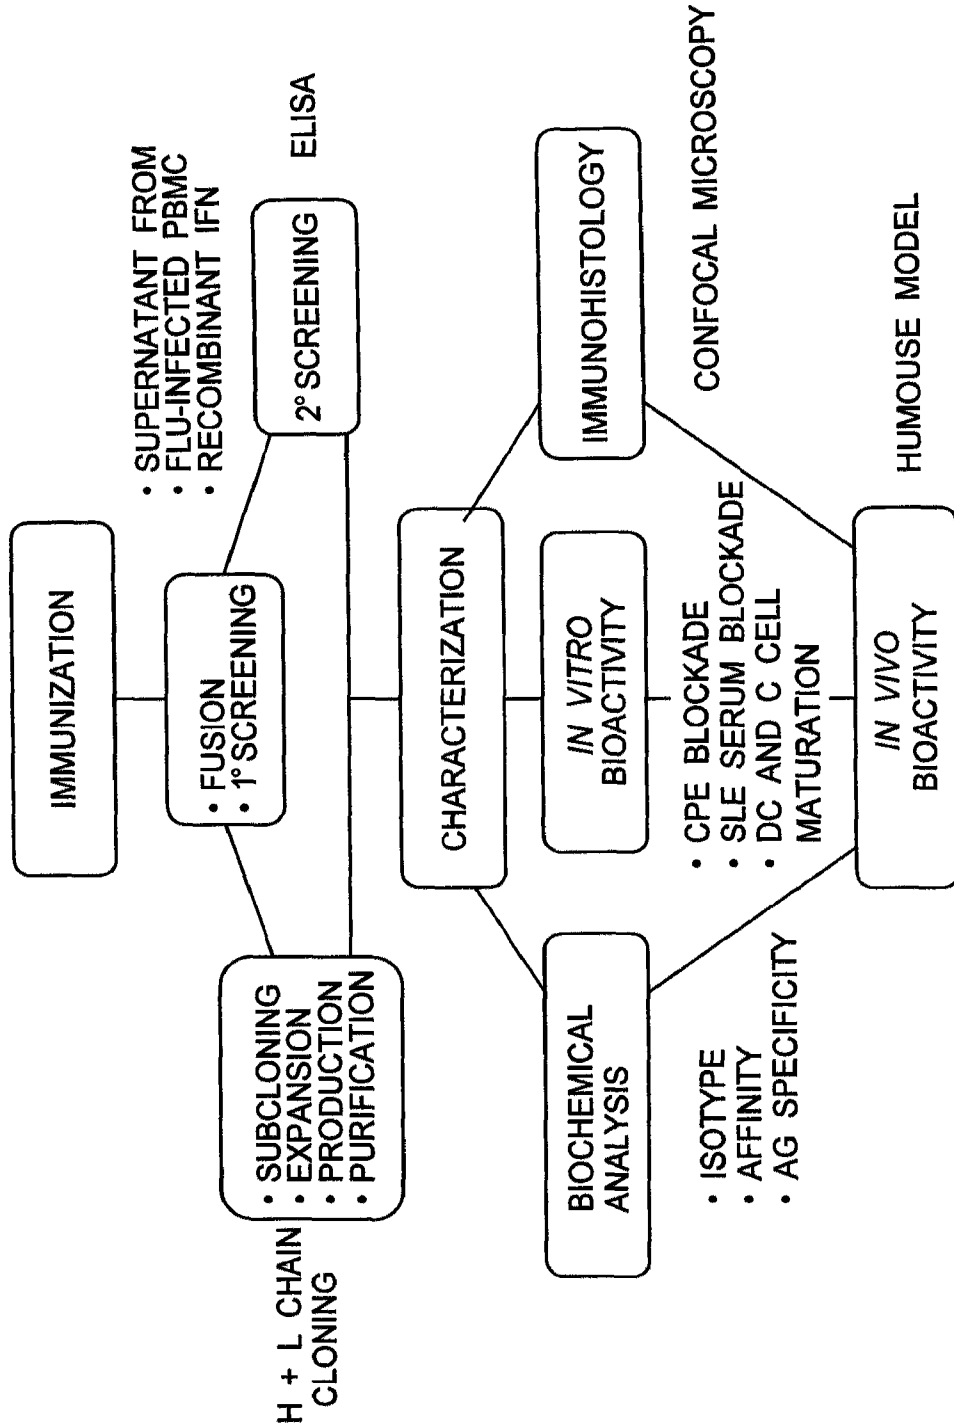 IMMUNIZATION
• SUPERNATANT FROM
• FLU-INFECTED PBMC
• RECOMBINANT IFN
• FUSION
• 1° SCREENING
H + L CHAIN
CLONING
• SUBCLONING
• EXPANSION
• PRODUCTION
• PURIFICATION
2° SCREENING
ELISA
CHARACTERIZATION
BIOCHEMICAL
ANALYSIS
IN VITRO
BIOACTIVITY
IMMUNOHISTOLOGY
• ISOTYPE
• AFFINITY
• AG SPECIFICITY
• CPE BLOCKADE
• SLE SERUM BLOCKADE
• DC AND C CELL
MATURATION
CONFOCAL MICROSCOPY
IN VIVO
BIOACTIVITY
HUMOUSE MODEL